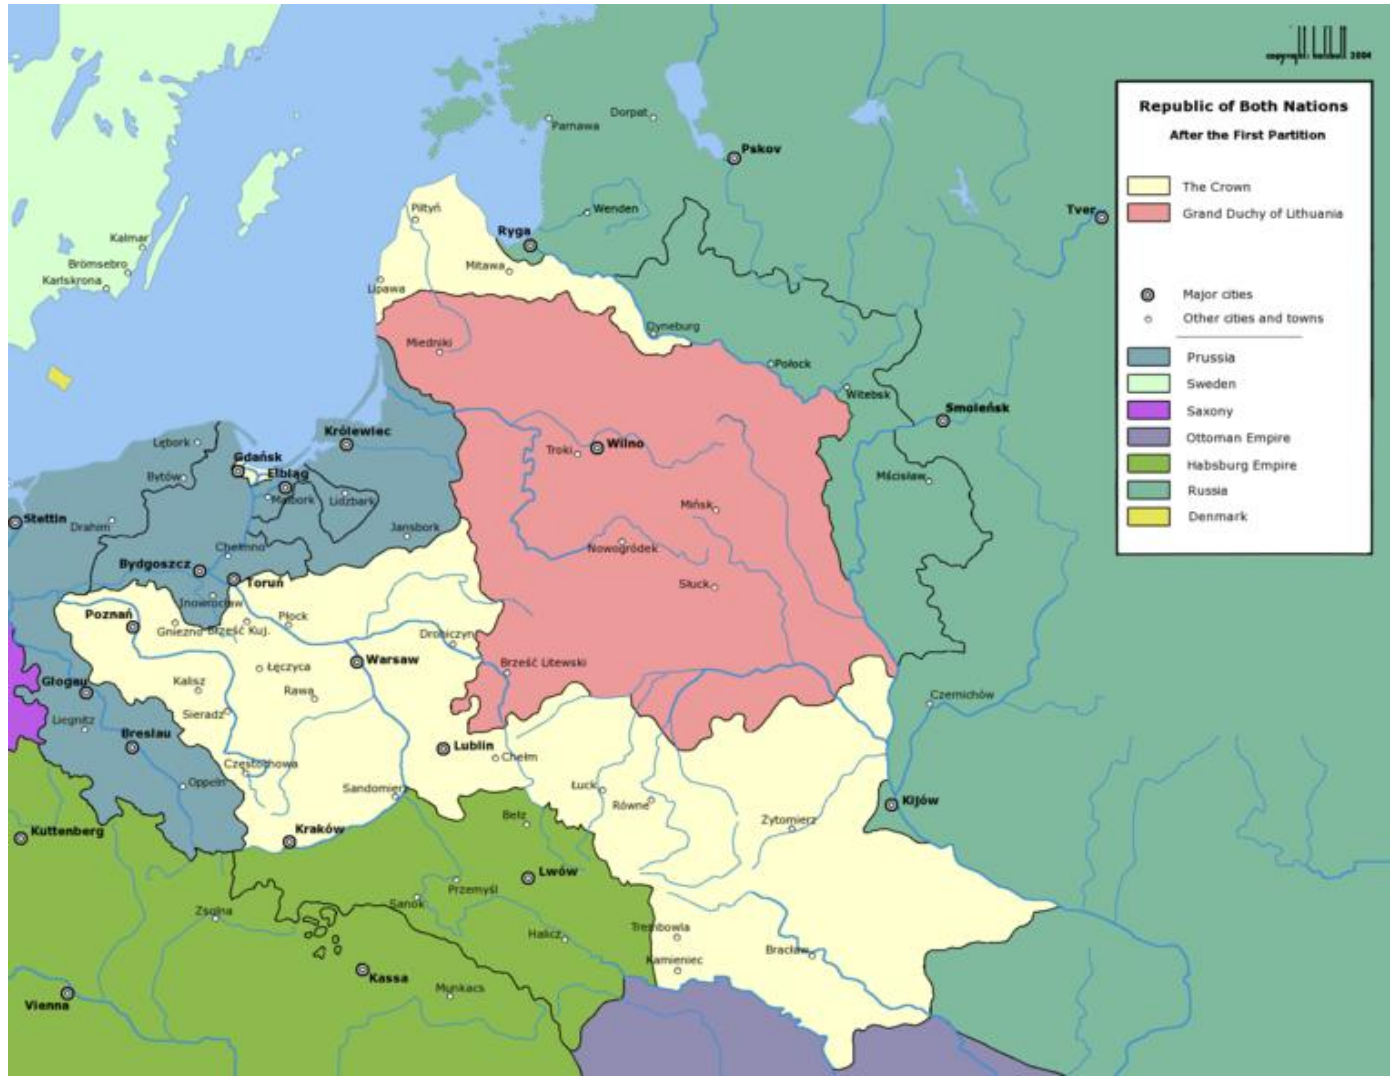 Republic of Both Nations
After the First Partition
The Crown
Grand Duchy of Lithuania
Major cities
Other cities and towns
Prussia
Sweden
Saxony
Ottoman Empire
Habsburg Empire
Russia
Denmark
2004
Parnawa
Dorpat
Pskov
Piltyń
Wenden
Tver
Kalmar
Ryga
Brömsebro
Mitawa
Karlskrona
Lipawa
Dyneburg
Miedniki
Połock
Witebsk
Smoleńsk
Królewiec
Lębork
Wilno
Troki
Gdańsk
Elbląg
Bytów
Malbork
Lidzbark
Mścisław
Mińsk
Stettin
Drahim
Jansbork
Chełmno
Nowogródek
Bydgoszcz
Toruń
Słuck
Inowrocław
Poznań
Płock
Gniezno
Brześć Kuj.
Drohiczyn
Warsaw
Brześć Litewski
Łęczyca
Głogau
Kalisz
Rawa
Czernichów
Sieradz
Liegnitz
Breslau
Lublin
Chełm
Częstochowa
Oppeln
Sandomierz
Łuck
Równe
Kijów
Bełz
Żytomierz
Kuttenberg
Kraków
Lwów
Przemyśl
Sanok
Zsolna
Halicz
Trembowla
Bracław
Kamieniec
Kassa
Munkacs
Vienna